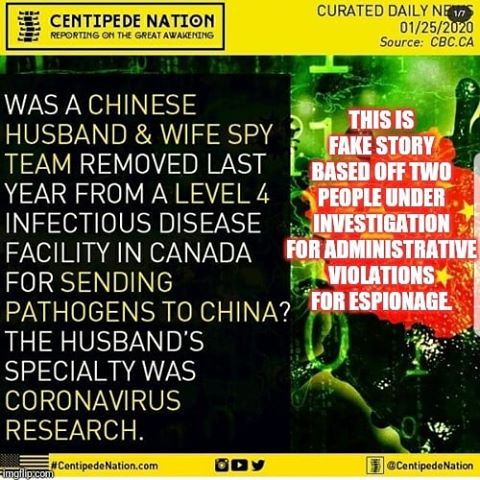 CENTIPEDE NATION
REPORTING ON THE GREAT AWAKENING
CURATED DAILY NEWS
1/7
01/25/2020
Source: CBC.CA
WAS A CHINESE
HUSBAND & WIFE SPY
TEAM REMOVED LAST
YEAR FROM A LEVEL 4
INFECTIOUS DISEASE
FACILITY IN CANADA
FOR SENDING
PATHOGENS TO CHINA?
THE HUSBAND'S
SPECIALTY WAS
CORONAVIRUS
RESEARCH.
THIS IS
FAKE STORY
BASED OFF TWO
PEOPLE UNDER
INVESTIGATION
FOR ADMINISTRATIVE
VIOLATIONS
FOR ESPIONAGE.
#CentipedeNation.com
@CentipedeNation
imgflip.com